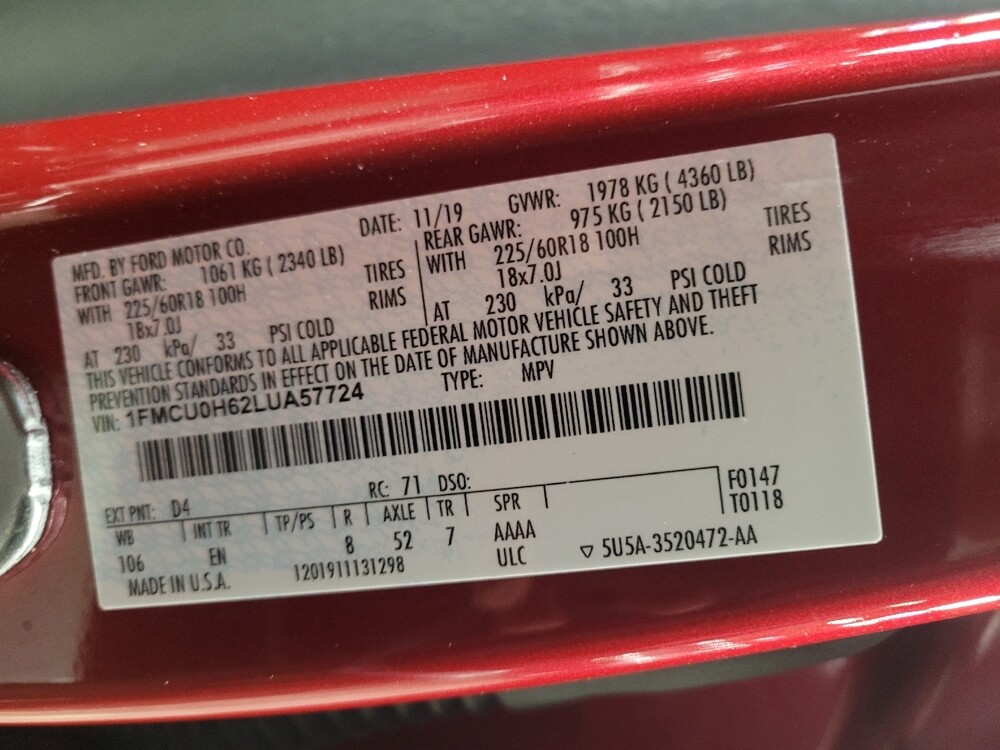 MFD. BY FORD MOTOR CO. DATE: 11/19 GVWR: 1978 KG ( 4360 LB)
FRONT GAWR: 1061 KG ( 2340 LB) REAR GAWR: 975 KG ( 2150 LB)
WITH 225/60R18 100H TIRES WITH 225/60R18 100H TIRES
18x7.0J RIMS 18x7.0J RIMS
AT 230 kPa/ 33 PSI COLD AT 230 kPa/ 33 PSI COLD
THIS VEHICLE CONFORMS TO ALL APPLICABLE FEDERAL MOTOR VEHICLE SAFETY AND THEFT
PREVENTION STANDARDS IN EFFECT ON THE DATE OF MANUFACTURE SHOWN ABOVE.
VIN: 1FMCU0H62LUA57724 TYPE: MPV
EXT PNT: D4 RC: 71 DSO:
WB INT TR TP/PS R AXLE TR SPR F0147
T0118
106 EN 8 52 7 AAAA
MADE IN U.S.A. 1201911131298 ULC ▽ 5U5A-3520472-AA